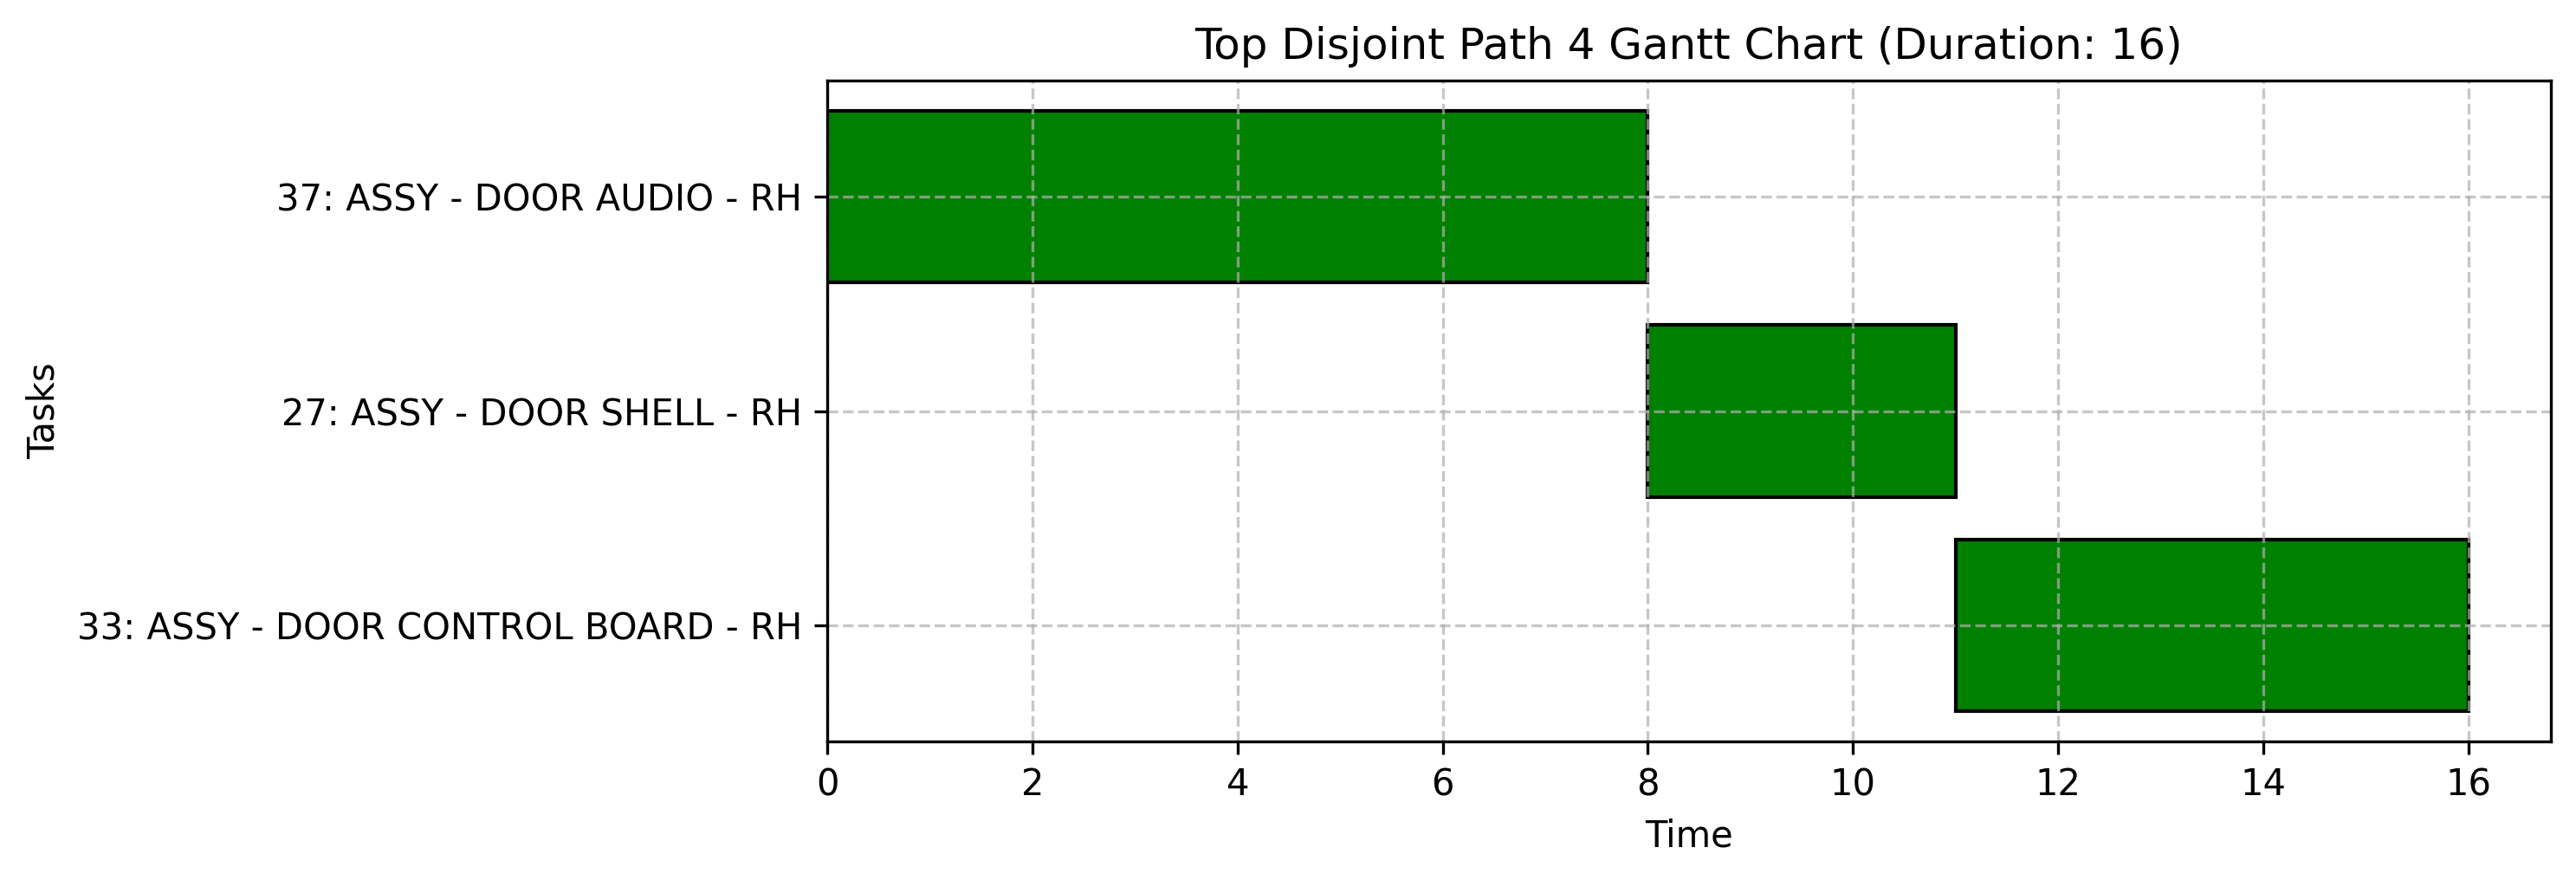 Top Disjoint Path 4 Gantt Chart (Duration: 16)
37: ASSY - DOOR AUDIO - RH
27: ASSY - DOOR SHELL - RH
33: ASSY - DOOR CONTROL BOARD - RH
Tasks
0 2 4 6 8 10 12 14 16
Time